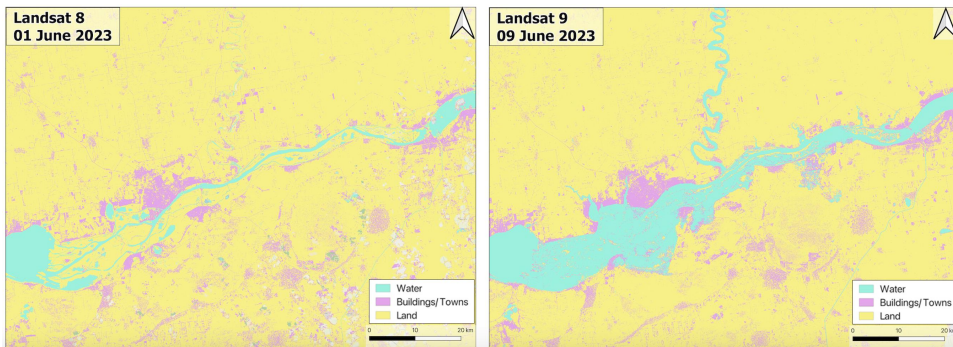 Landsat 8
01 June 2023
Water
Buildings/Towns
Land
0 10 20 km
Landsat 9
09 June 2023
Water
Buildings/Towns
Land
0 10 20 km